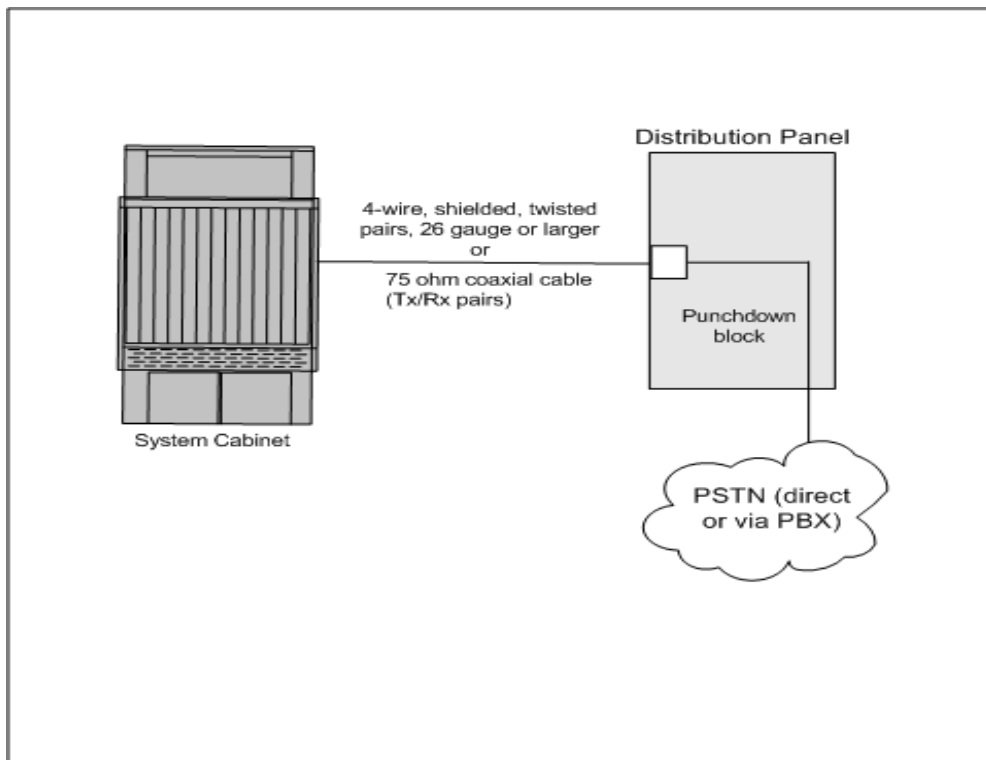 Distribution Panel
4-wire, shielded, twisted
pairs, 26 gauge or larger
or
75 ohm coaxial cable
(Tx/Rx pairs)
Punchdown
block
System Cabinet
PSTN (direct
or via PBX)